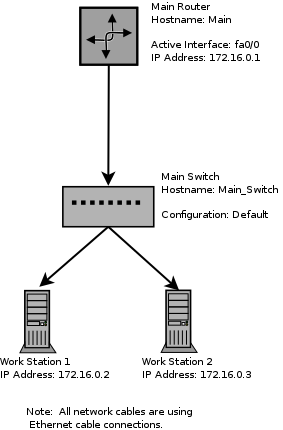 Main Router
Hostname: Main
Active Interface: fa0/0
IP Address: 172.16.0.1
Main Switch
Hostname: Main_Switch
Configuration: Default
Work Station 1
IP Address: 172.16.0.2
Work Station 2
IP Address: 172.16.0.3
Note: All network cables are using
Ethernet cable connections.